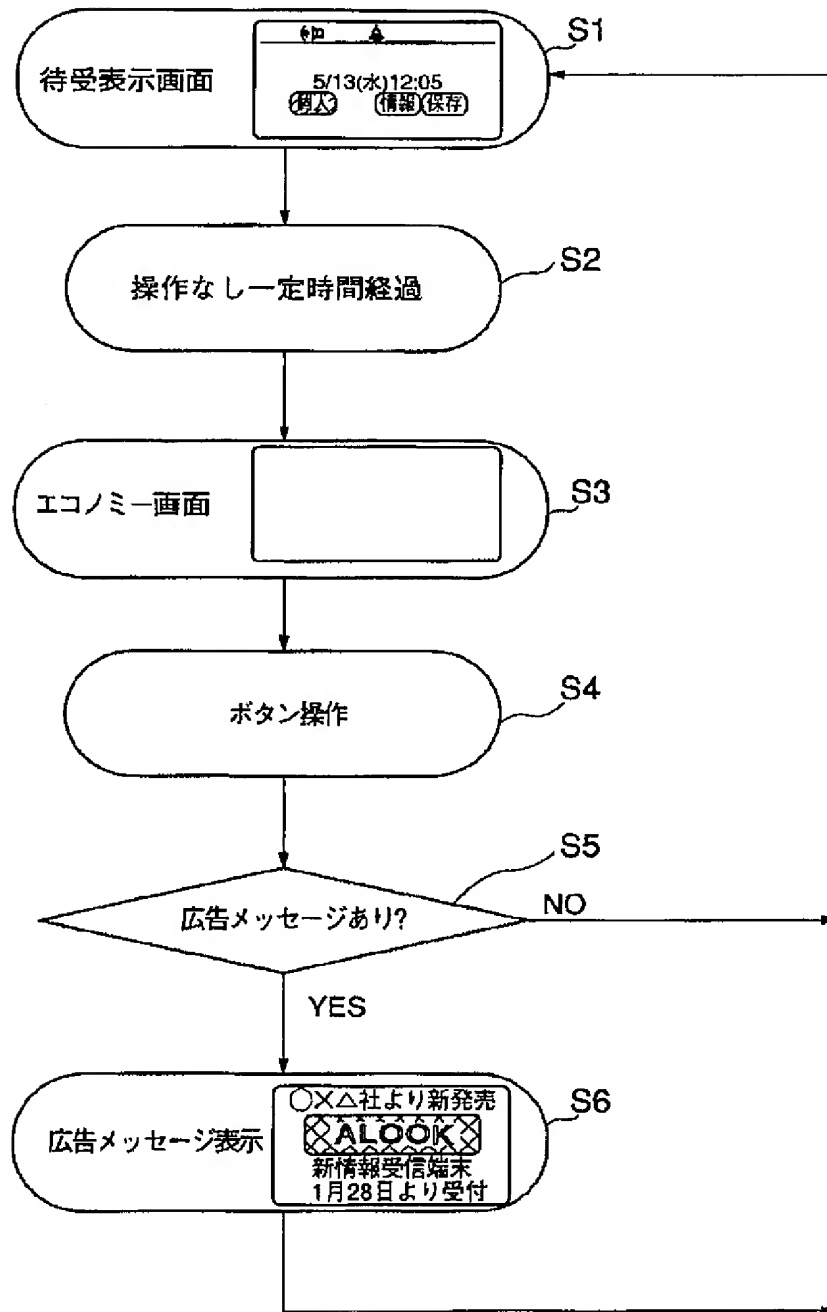 S1
待受表示画面
5/13(水)12:05
個人 情報 保存
S2
操作なし一定時間経過
S3
エコノミー画面
S4
ボタン操作
S5
広告メッセージあり?
NO
YES
S6
広告メッセージ表示
○×△社より新発売
ALOOK
新情報受信端末
1月28日より受付